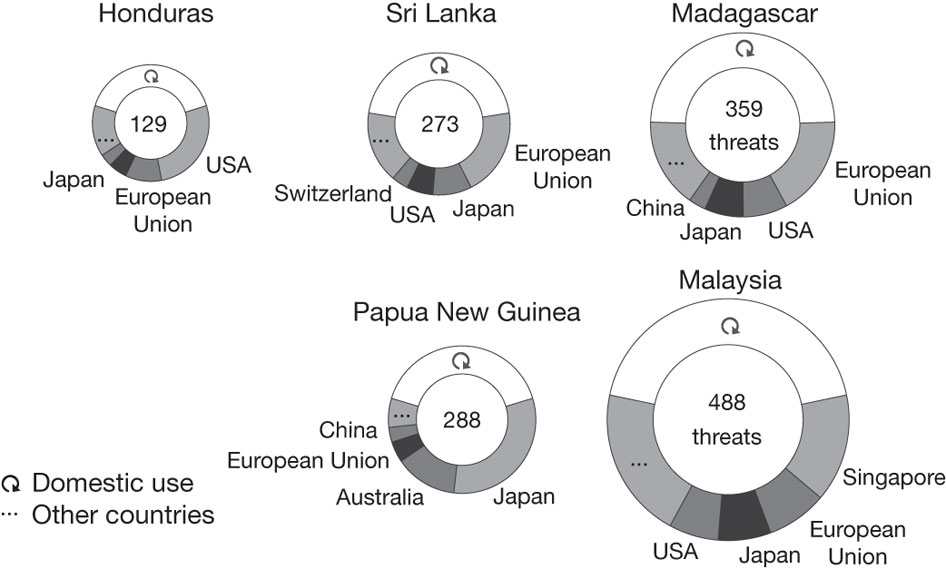 Honduras
129
USA
European
Union
Japan
...
Sri Lanka
273
European
Union
Japan
USA
Switzerland
...
Madagascar
359
threats
European
Union
USA
Japan
China
...
Papua New Guinea
288
Japan
Australia
European Union
China
...
Malaysia
488
threats
Singapore
European
Union
Japan
USA
...
Domestic use
... Other countries